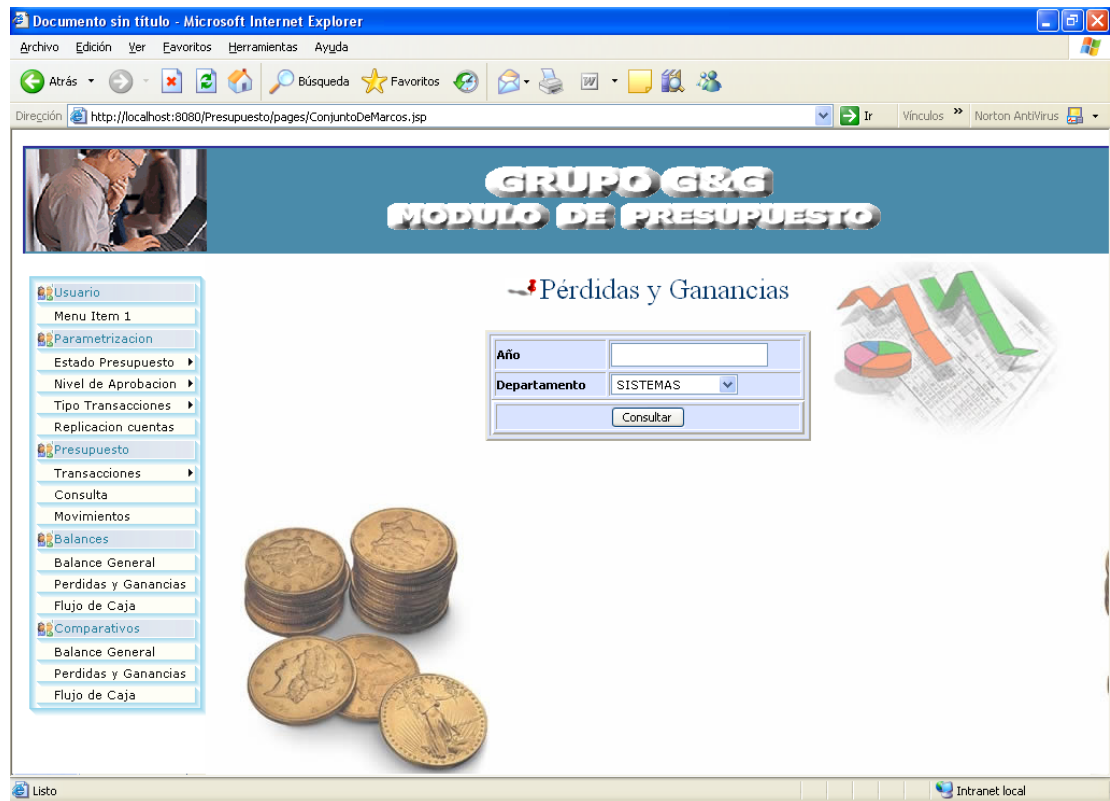 Documento sin título - Microsoft Internet Explorer
Archivo Edición Ver Favoritos Herramientas Ayuda
Atrás Búsqueda Favoritos
Dirección http://localhost:8080/Presupuesto/pages/ConjuntoDeMarcos.jsp Ir Vínculos » Norton AntiVirus
GRUPO G&G
MODULO DE PRESUPUESTO
Usuario
Menu Item 1
Parametrizacion
Estado Presupuesto
Nivel de Aprobacion
Tipo Transacciones
Replicacion cuentas
Presupuesto
Transacciones
Consulta
Movimientos
Balances
Balance General
Perdidas y Ganancias
Flujo de Caja
Comparativos
Balance General
Perdidas y Ganancias
Flujo de Caja
Pérdidas y Ganancias
Año
Departamento SISTEMAS
Consultar
Listo Intranet local